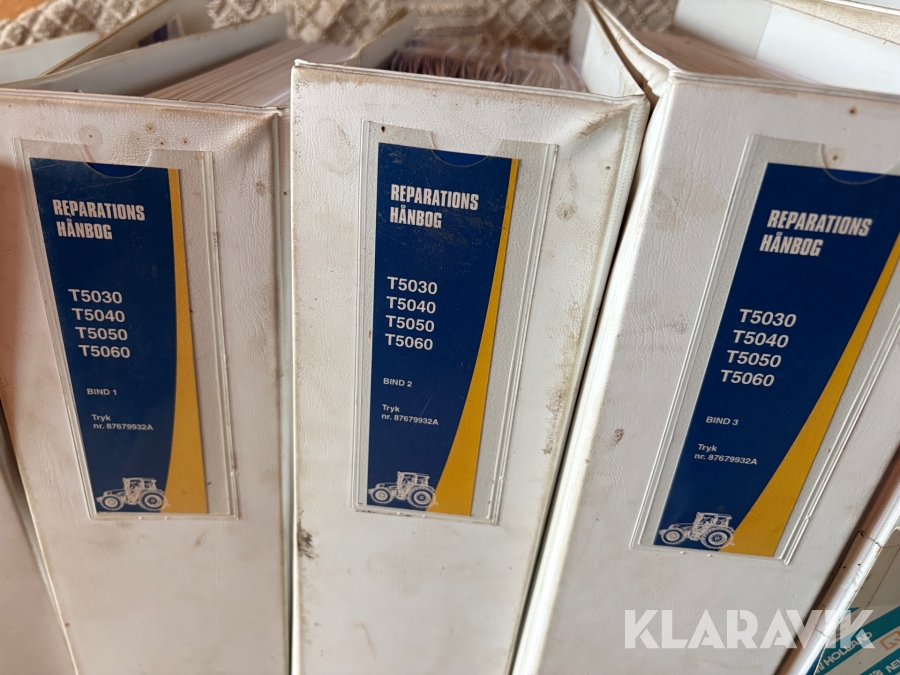 REPARATIONS
HÅNBOG
T5030
T5040
T5050
T5060
BIND 1
Tryk
nr. 87679932A
REPARATIONS
HÅNBOG
T5030
T5040
T5050
T5060
BIND 2
Tryk
nr. 87679932A
REPARATIONS
HÅNBOG
T5030
T5040
T5050
T5060
BIND 3
Tryk
nr. 87679932A
KLARAVIK
HOLLAND